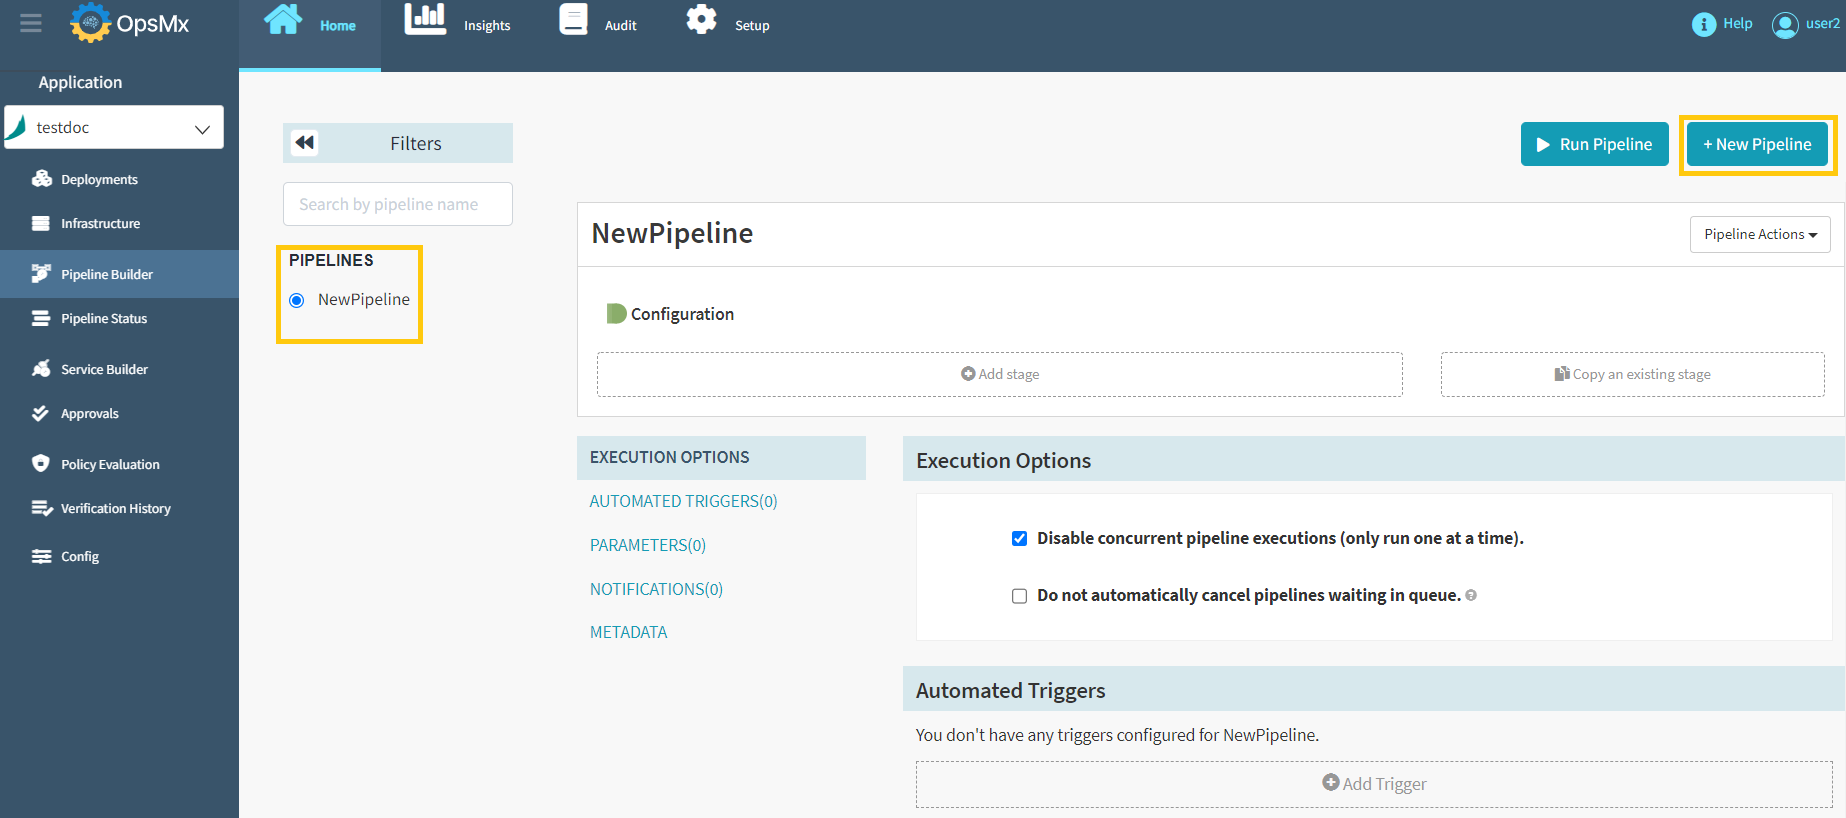 OpsMx
Home
Insights
Audit
Setup
Help
user2
Application
testdoc
Deployments
Infrastructure
Pipeline Builder
Pipeline Status
Service Builder
Approvals
Policy Evaluation
Verification History
Config
Filters
Search by pipeline name
PIPELINES
NewPipeline
Run Pipeline
+ New Pipeline
NewPipeline
Pipeline Actions
Configuration
Add stage
Copy an existing stage
EXECUTION OPTIONS
AUTOMATED TRIGGERS(0)
PARAMETERS(0)
NOTIFICATIONS(0)
METADATA
Execution Options
Disable concurrent pipeline executions (only run one at a time).
Do not automatically cancel pipelines waiting in queue.
Automated Triggers
You don't have any triggers configured for NewPipeline.
Add Trigger